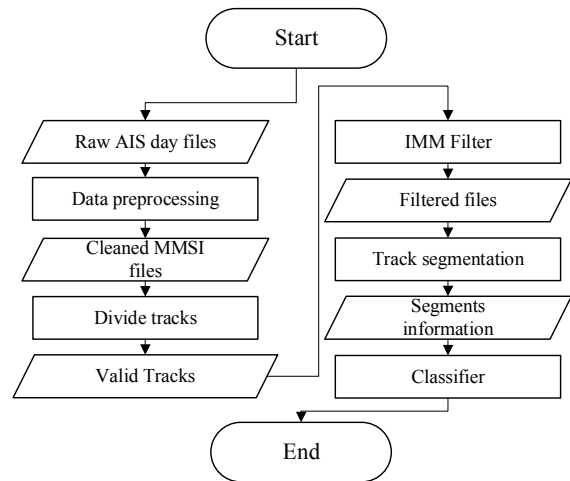 Start
Raw AIS day files
Data preprocessing
Cleaned MMSI
files
Divide tracks
Valid Tracks
IMM Filter
Filtered files
Track segmentation
Segments
information
Classifier
End